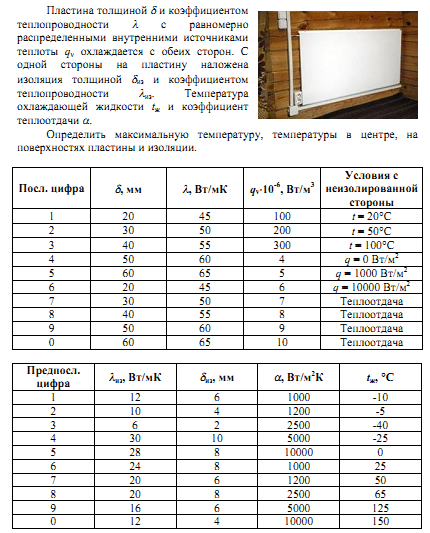 Пластина толщиной δ и коэффициентом
теплопроводности λ с равномерно
распределенными внутренними источниками
теплоты qv охлаждается с обеих сторон. С
одной стороны на пластину наложена
изоляция толщиной δиз и коэффициентом
теплопроводности λиз. Температура
охлаждающей жидкости tж и коэффициент
теплоотдачи α.
Определить максимальную температуру, температуры в центре, на
поверхностях пластины и изоляции.
Посл. цифра δ, мм λ, Вт/мК qv·10⁻⁶, Вт/м³ Условия с неизолированной стороны
1 20 45 100 t = 20°C
2 30 50 200 t = 50°C
3 40 55 300 t = 100°C
4 50 60 4 q = 0 Вт/м²
5 60 65 5 q = 1000 Вт/м²
6 20 45 6 q = 10000 Вт/м²
7 30 50 7 Теплоотдача
8 40 55 8 Теплоотдача
9 50 60 9 Теплоотдача
0 60 65 10 Теплоотдача
Предпосл. цифра λиз, Вт/мК δиз, мм α, Вт/м²К tж, °C
1 12 6 1000 -10
2 10 4 1200 -5
3 6 2 2500 -40
4 30 10 5000 -25
5 28 8 10000 0
6 24 8 1000 25
7 20 6 1200 50
8 20 8 2500 65
9 16 6 5000 125
0 12 4 10000 150